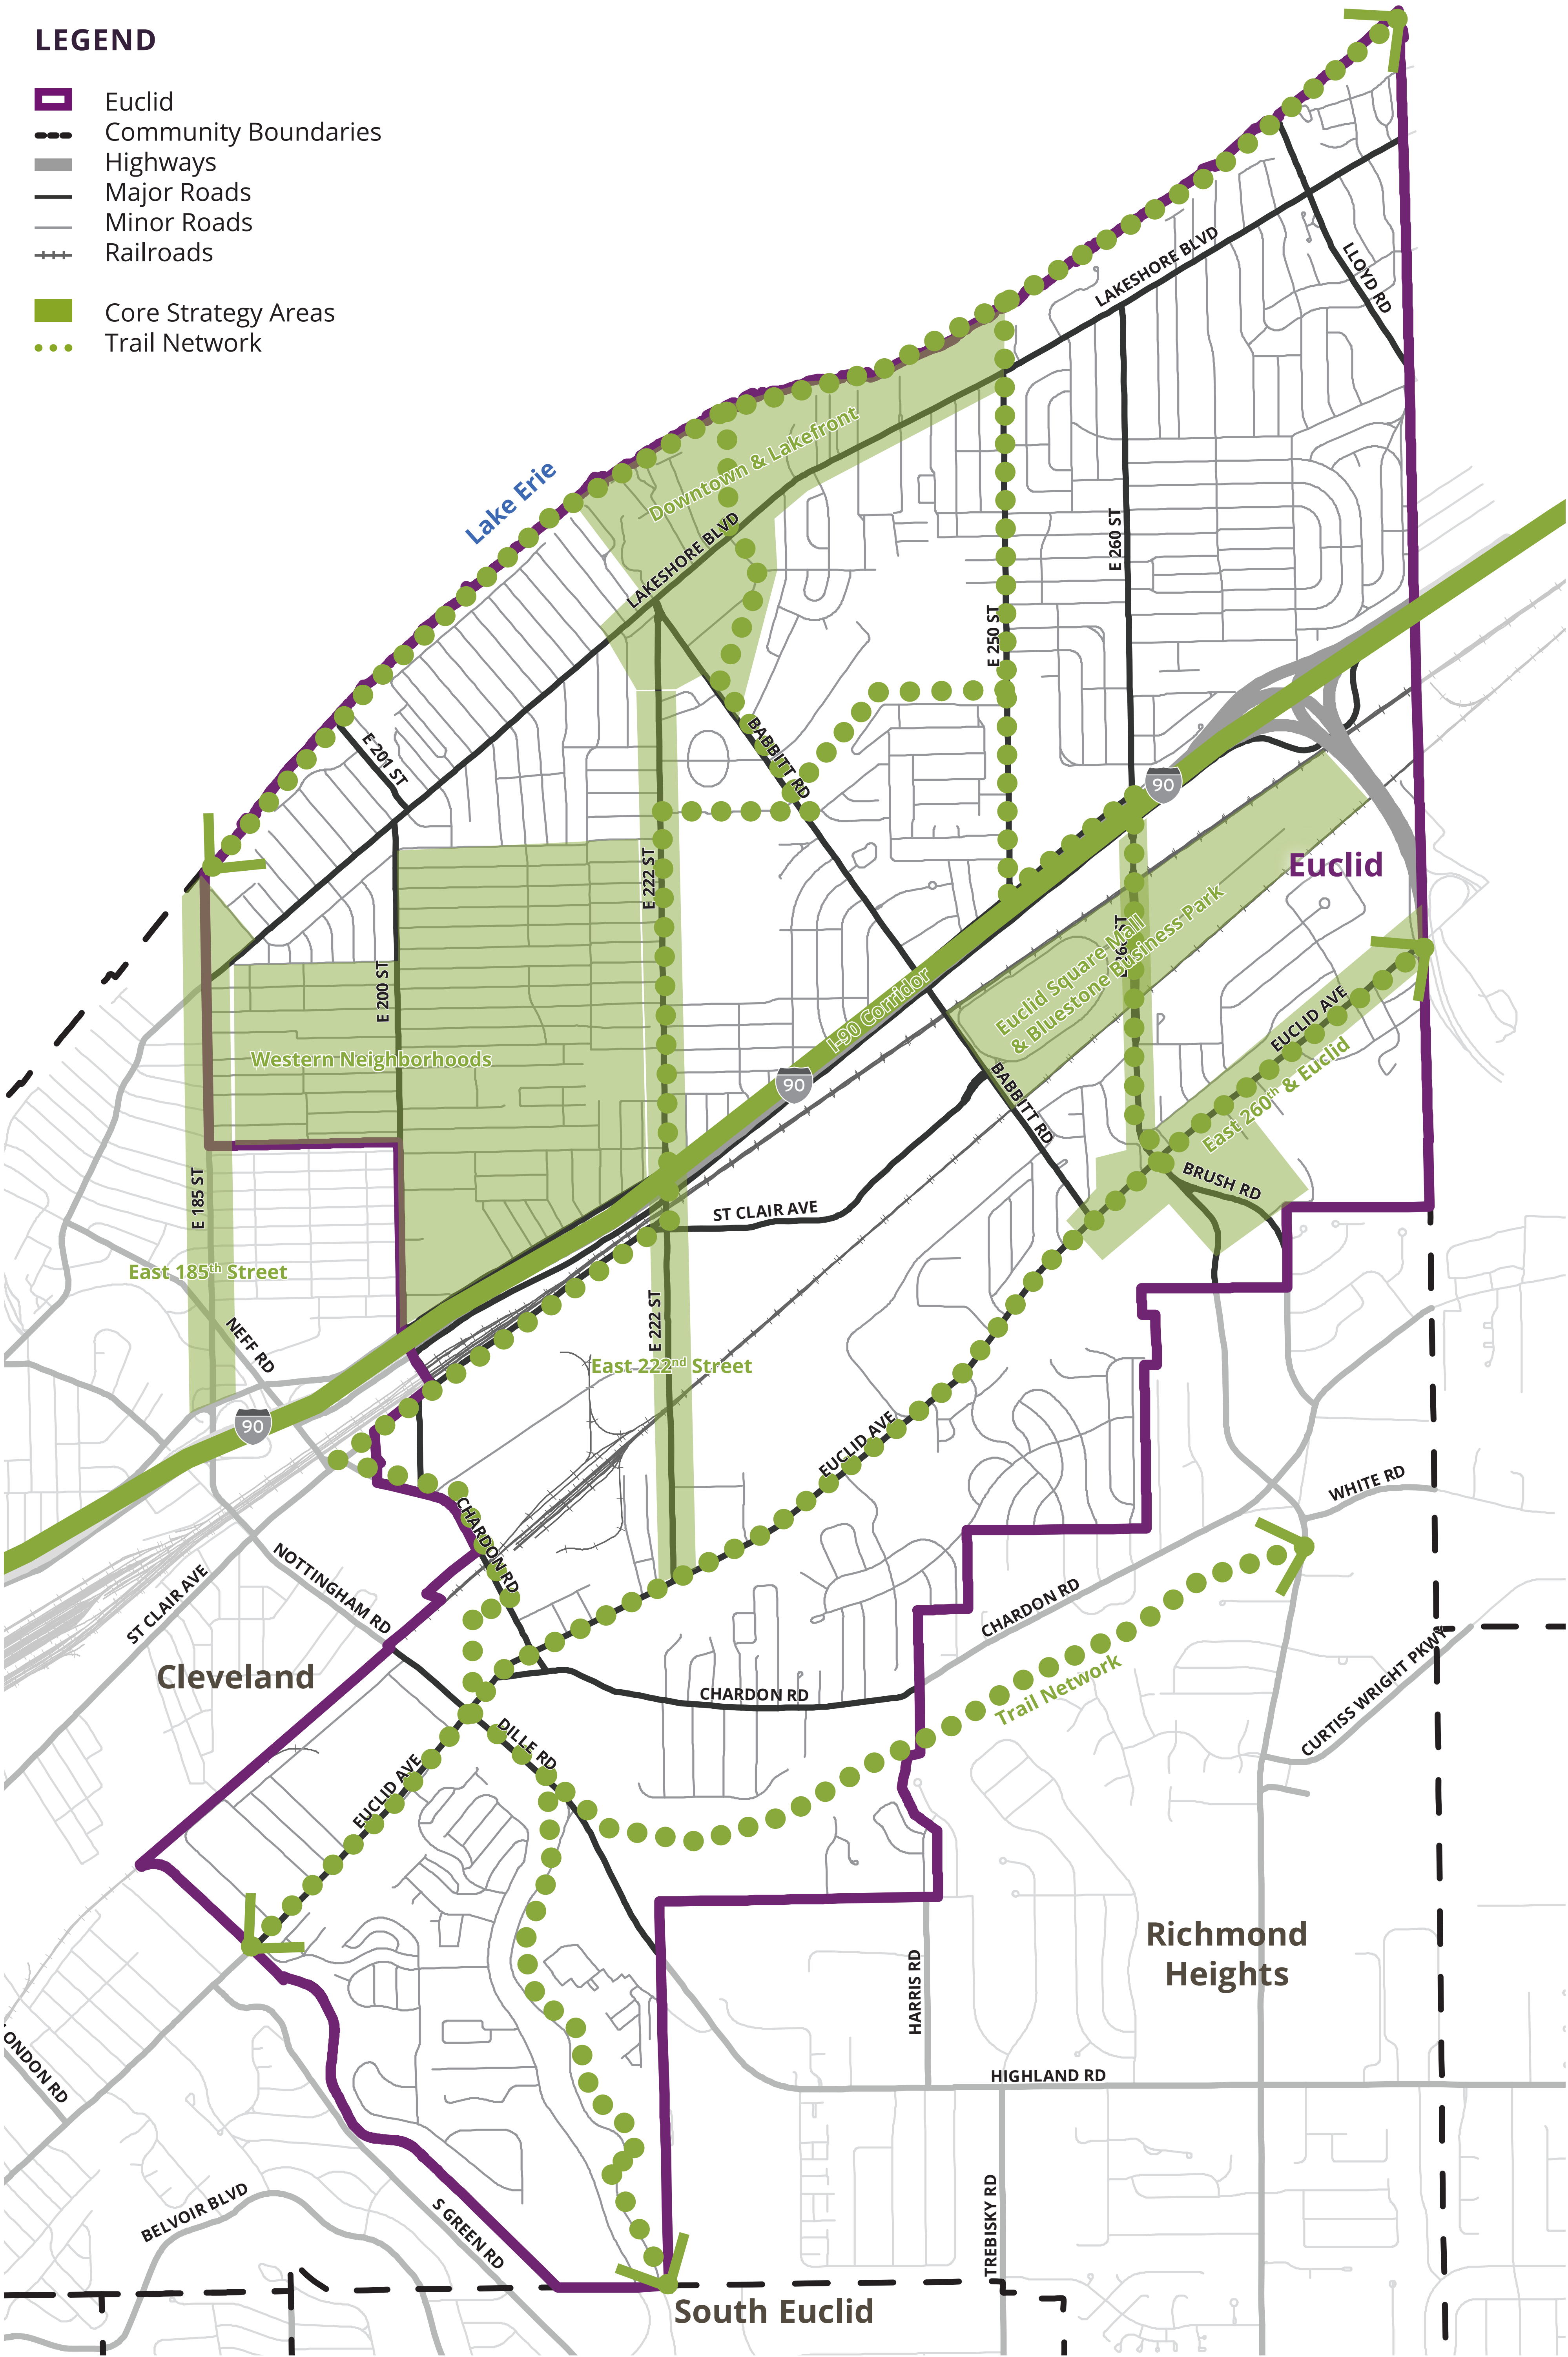 LEGEND
Euclid
Community Boundaries
Highways
Major Roads
Minor Roads
Railroads
Core Strategy Areas
Trail Network
LAKESHORE BLVD
LLOYD RD
Downtown & Lakefront
Lake Erie
LAKESHORE BLVD
E 260 ST
E 250 ST
E 201 ST
BABBITT RD
90
Euclid
E 222 ST
E 200 ST
Euclid Square Mall
& Bluestone Business Park
I-90 Corridor
EUCLID AVE
East 260th & Euclid
Western Neighborhoods
90
BABBITT RD
BRUSH RD
E 185 ST
ST CLAIR AVE
East 185th Street
NEFF RD
E 222 ST
East 222nd Street
90
EUCLID AVE
WHITE RD
CHARDON RD
NOTTINGHAM RD
ST CLAIR AVE
CHARDON RD
Cleveland
CHARDON RD
Trail Network
CURTISS WRIGHT PKWY
DILLE RD
EUCLID AVE
Richmond
Heights
HARRIS RD
ONDON RD
HIGHLAND RD
BELVOIR BLVD
S GREEN RD
TREBISKY RD
South Euclid